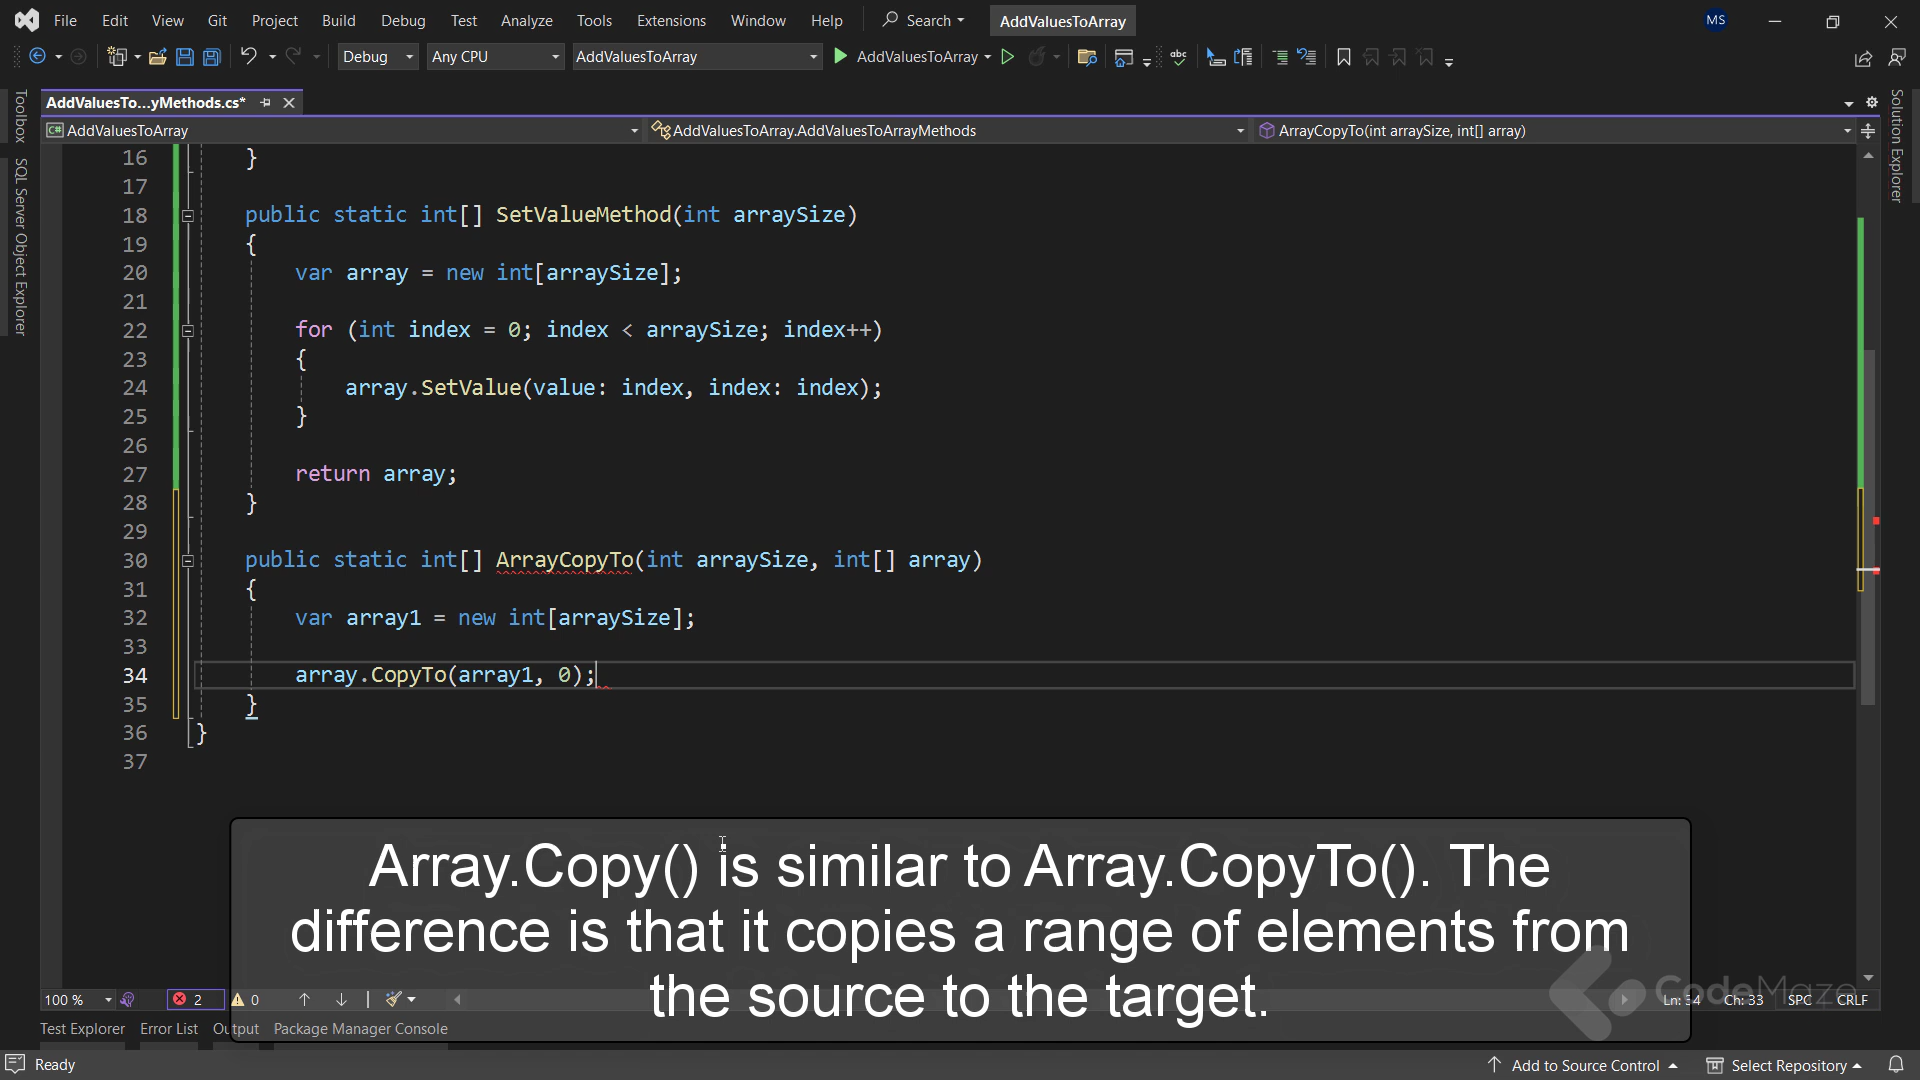 File Edit View Git Project Build Debug Test Analyze Tools Extensions Window Help Search AddValuesToArray MS
Debug Any CPU AddValuesToArray AddValuesToArray
AddValuesTo...yMethods.cs*
AddValuesToArray AddValuesToArray.AddValuesToArrayMethods ArrayCopyTo(int arraySize, int[] array)
Toolbox
SQL Server Object Explorer
Solution Explorer
16 }
17
18 public static int[] SetValueMethod(int arraySize)
19 {
20 var array = new int[arraySize];
21
22 for (int index = 0; index < arraySize; index++)
23 {
24 array.SetValue(value: index, index: index);
25 }
26
27 return array;
28 }
29
30 public static int[] ArrayCopyTo(int arraySize, int[] array)
31 {
32 var array1 = new int[arraySize];
33
34 array.CopyTo(array1, 0);
35 }
36 }
37
Array.Copy() is similar to Array.CopyTo(). The
difference is that it copies a range of elements from
the source to the target.
CodeMaze
100 % 2 0 Ln: 34 Ch: 33 SPC CRLF
Test Explorer Error List Output Package Manager Console
Ready Add to Source Control Select Repository